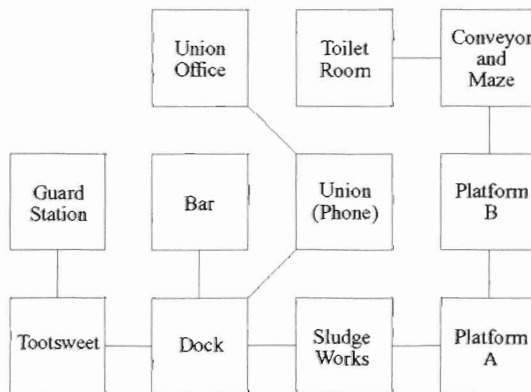 Union
Office
Toilet
Room
Conveyor
and
Maze
Guard
Station
Bar
Union
(Phone)
Platform
B
Tootsweet
Dock
Sludge
Works
Platform
A